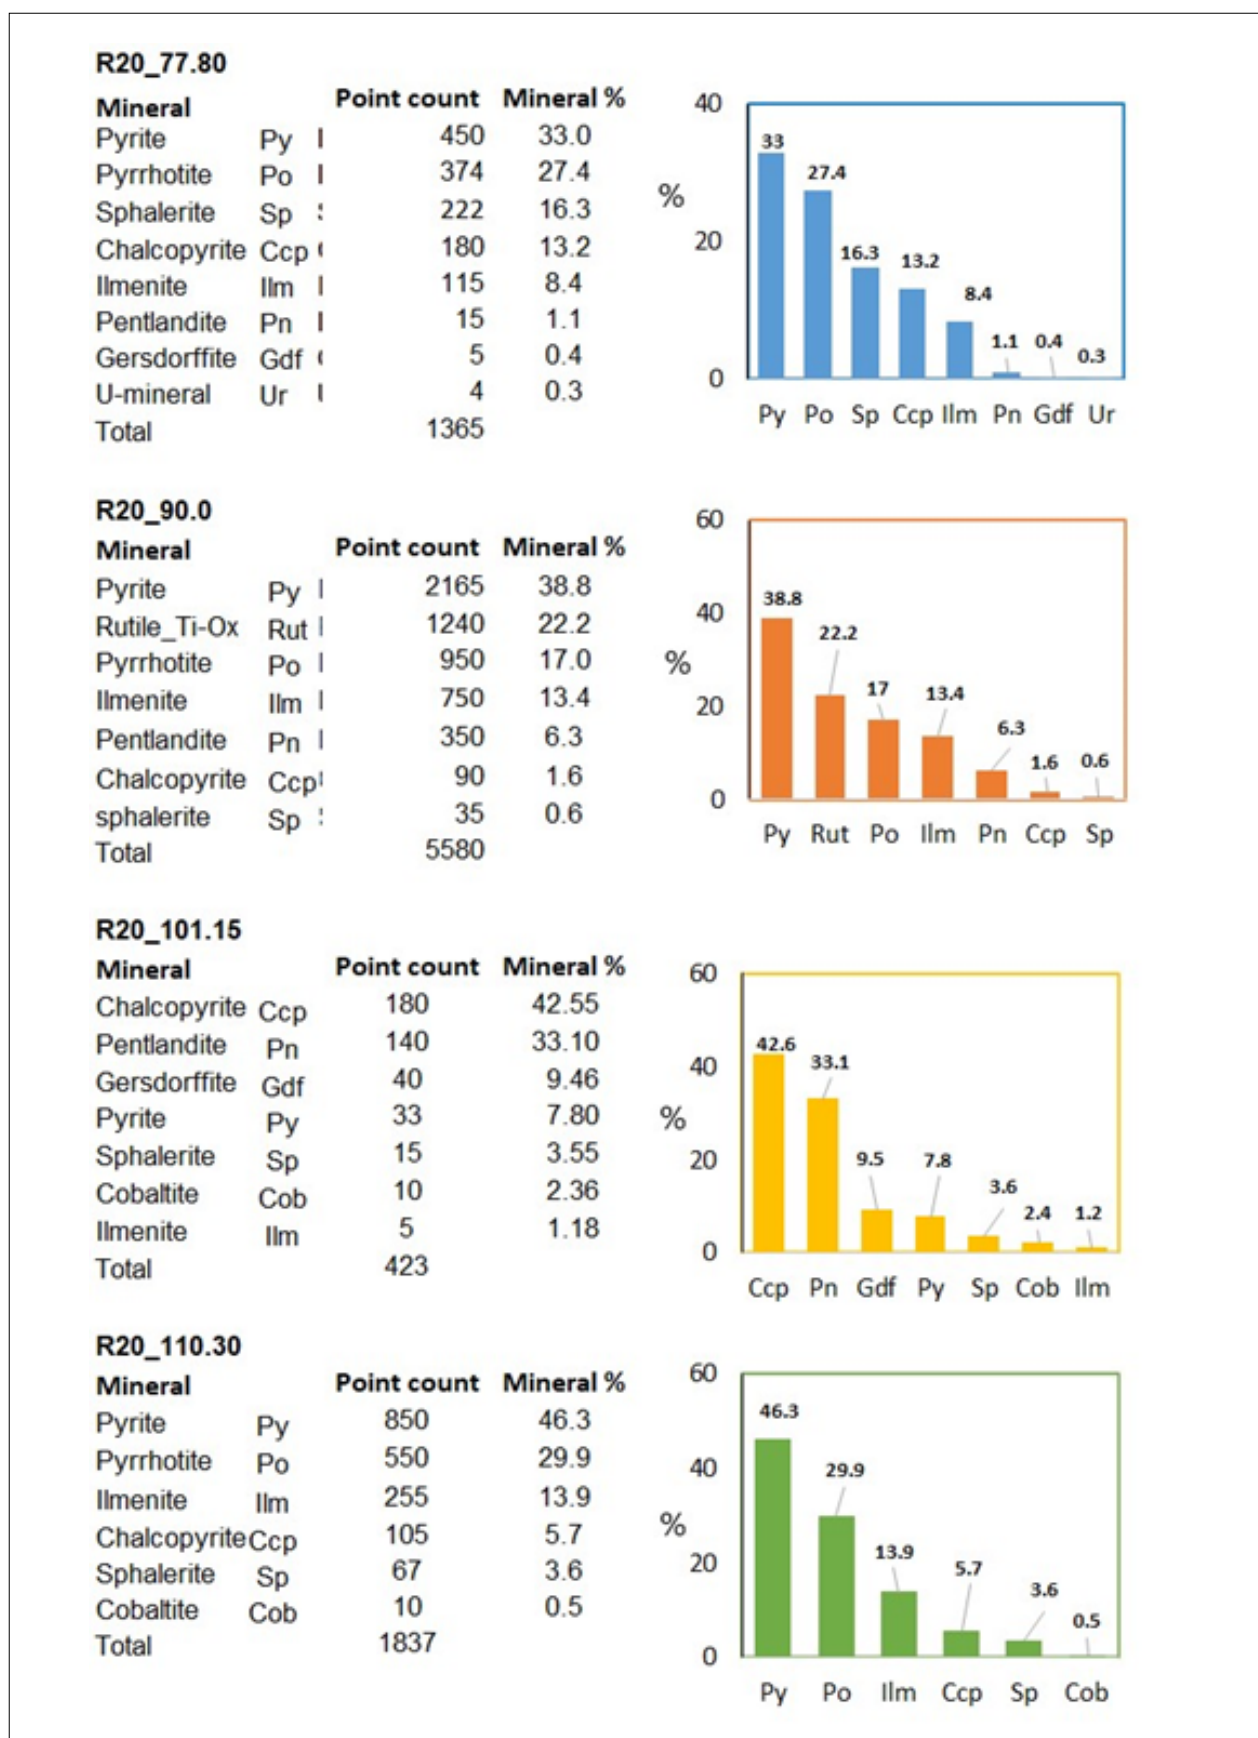 R20_77.80
Mineral Point count Mineral %
Pyrite Py 450 33.0
Pyrrhotite Po 374 27.4
Sphalerite Sp 222 16.3
Chalcopyrite Ccp 180 13.2
Ilmenite Ilm 115 8.4
Pentlandite Pn 15 1.1
Gersdorffite Gdf 5 0.4
U-mineral Ur 4 0.3
Total 1365
40
33
27.4
%
20
16.3 13.2
8.4
1.1 0.4 0.3
0
Py Po Sp Ccp Ilm Pn Gdf Ur
R20_90.0
Mineral Point count Mineral %
Pyrite Py 2165 38.8
Rutile_Ti-Ox Rut 1240 22.2
Pyrrhotite Po 950 17.0
Ilmenite Ilm 750 13.4
Pentlandite Pn 350 6.3
Chalcopyrite Ccp 90 1.6
sphalerite Sp 35 0.6
Total 5580
60
40
38.8
22.2
%
20
17 13.4
6.3
1.6 0.6
0
Py Rut Po Ilm Pn Ccp Sp
R20_101.15
Mineral Point count Mineral %
Chalcopyrite Ccp 180 42.55
Pentlandite Pn 140 33.10
Gersdorffite Gdf 40 9.46
Pyrite Py 33 7.80
Sphalerite Sp 15 3.55
Cobaltite Cob 10 2.36
Ilmenite Ilm 5 1.18
Total 423
60
42.6
40
33.1
%
20
9.5 7.8
3.6
2.4 1.2
0
Ccp Pn Gdf Py Sp Cob Ilm
R20_110.30
Mineral Point count Mineral %
Pyrite Py 850 46.3
Pyrrhotite Po 550 29.9
Ilmenite Ilm 255 13.9
Chalcopyrite Ccp 105 5.7
Sphalerite Sp 67 3.6
Cobaltite Cob 10 0.5
Total 1837
60
46.3
40
29.9
%
20
13.9
5.7
3.6
0.5
0
Py Po Ilm Ccp Sp Cob